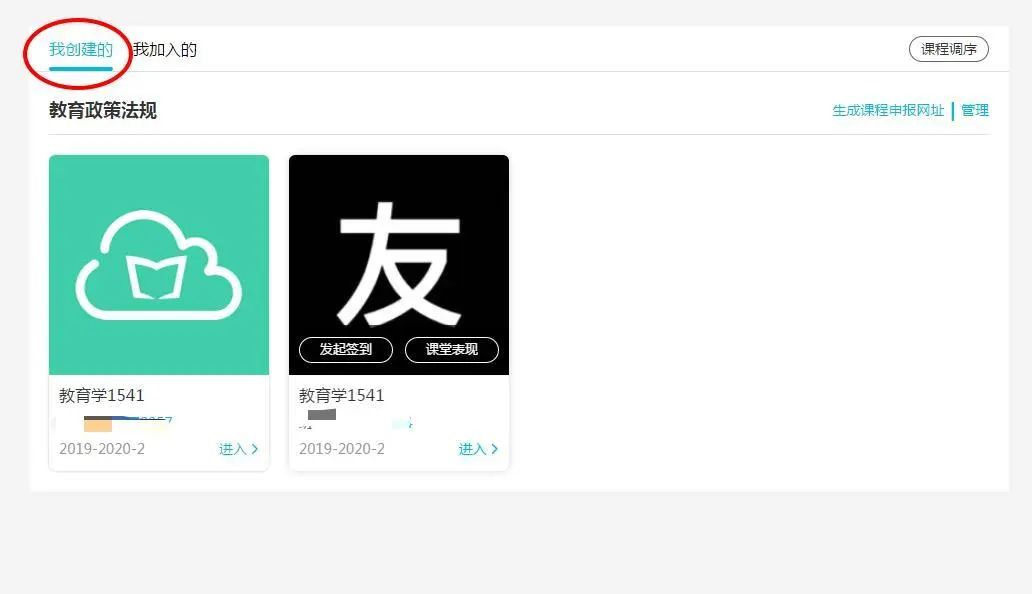 我创建的 我加入的 课程调序
教育政策法规 生成课程申报网址 管理
友
发起签到 课堂表现
教育学1541 教育学1541
2019-2020-2 进入 2019-2020-2 进入